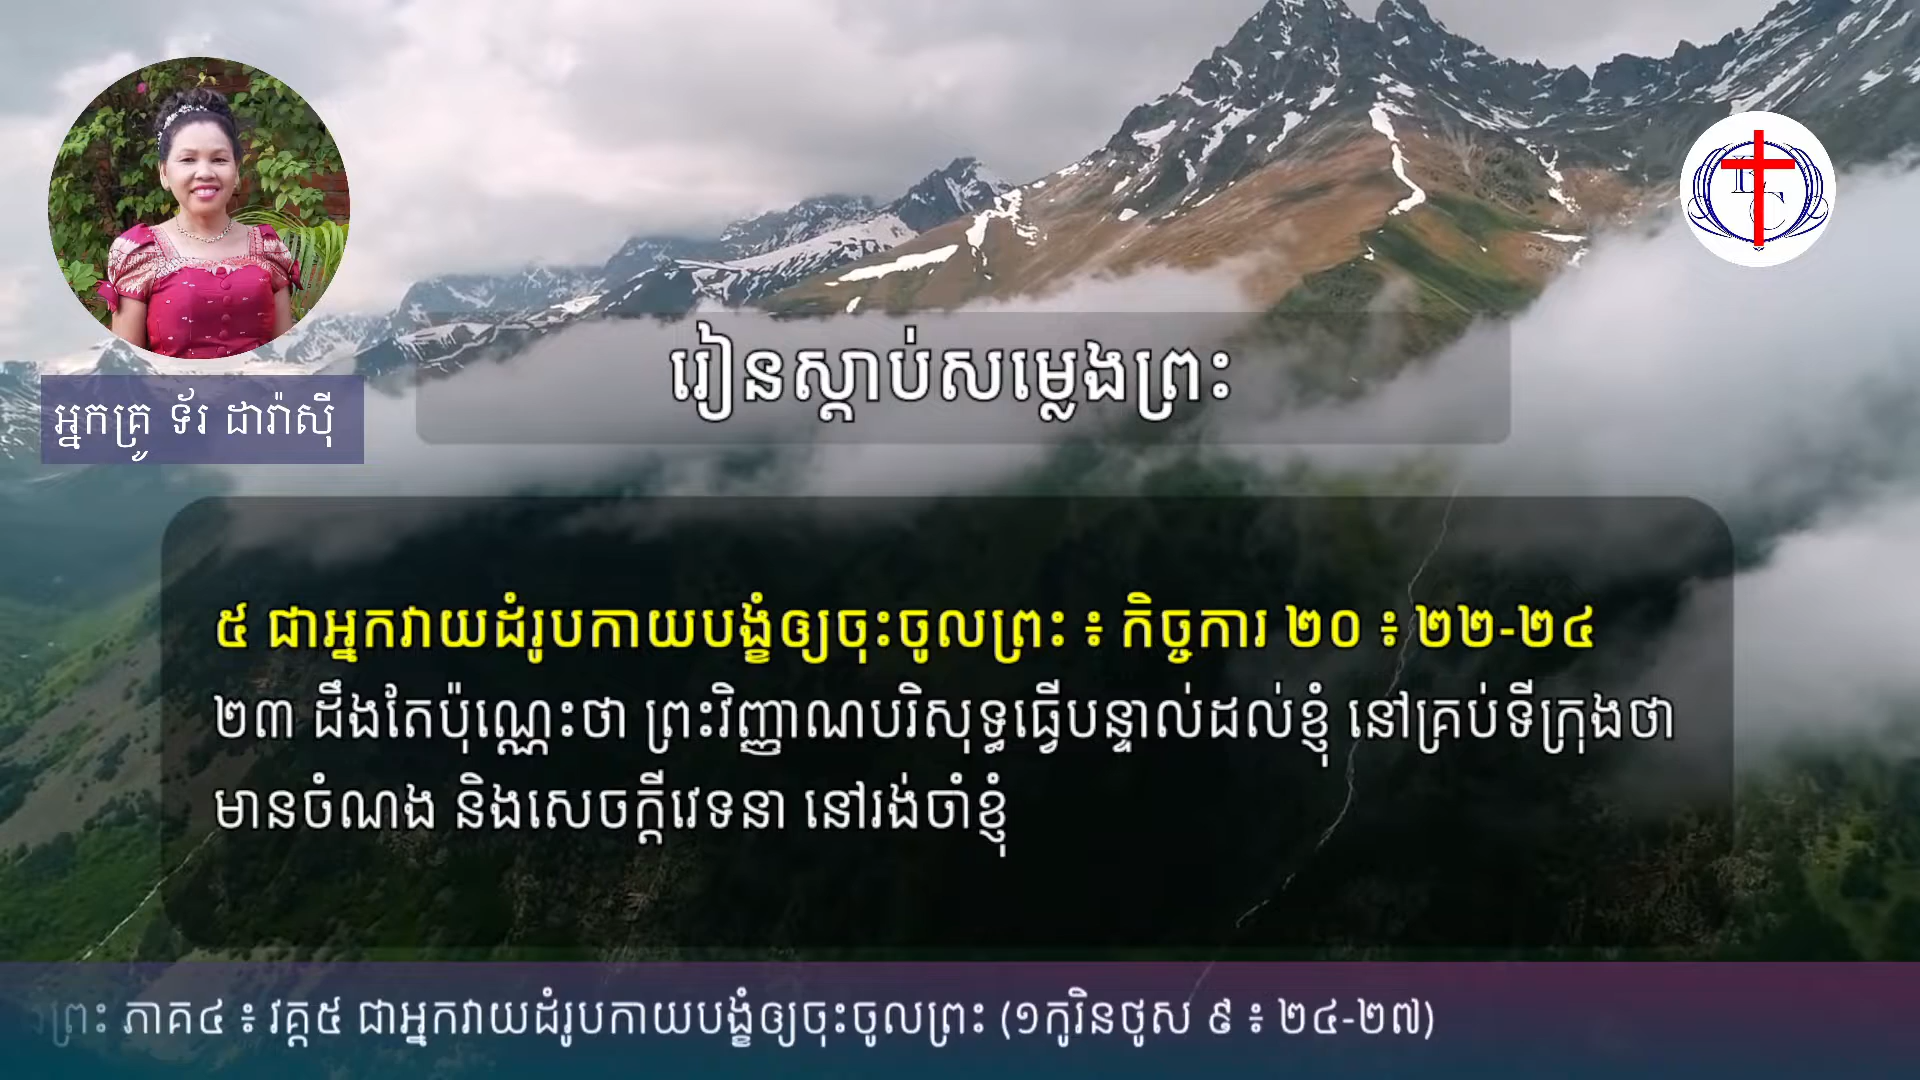 អ្នកគ្រូ ទ័រ ដារ៉ាស៊ី
រៀនស្តាប់សម្លេងព្រះ
៥ ជាអ្នកវាយដំរូបកាយបង្ខំឲ្យចុះចូលព្រះ ៖ កិច្ចការ ២០ ៖ ២២-២៤
២៣ ដឹងតែប៉ុណ្ណេះថា ព្រះវិញ្ញាណបរិសុទ្ធធ្វើបន្ទាល់ដល់ខ្ញុំ នៅគ្រប់ទីក្រុងថា
មានចំណង និងសេចក្ដីវេទនា នៅរង់ចាំខ្ញុំ
ព្រះ ភាគ៤ ៖ វគ្គ៥ ជាអ្នកវាយដំរូបកាយបង្ខំឲ្យចុះចូលព្រះ (១កូរិនថូស ៩ ៖ ២៤-២៧)